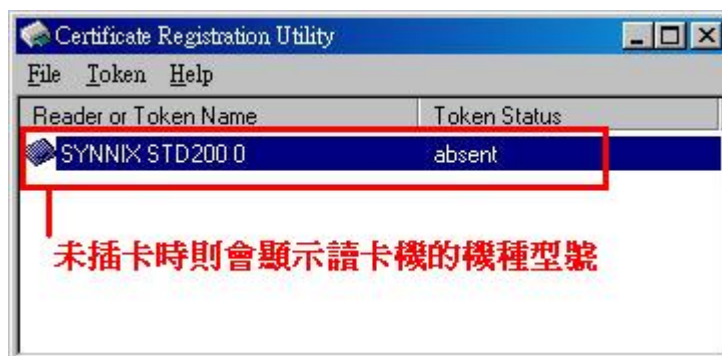 Certificate Registration Utility
File Token Help
Reader or Token Name Token Status
SYNNIX STD200 0 absent
未插卡時則會顯示讀卡機的機種型號